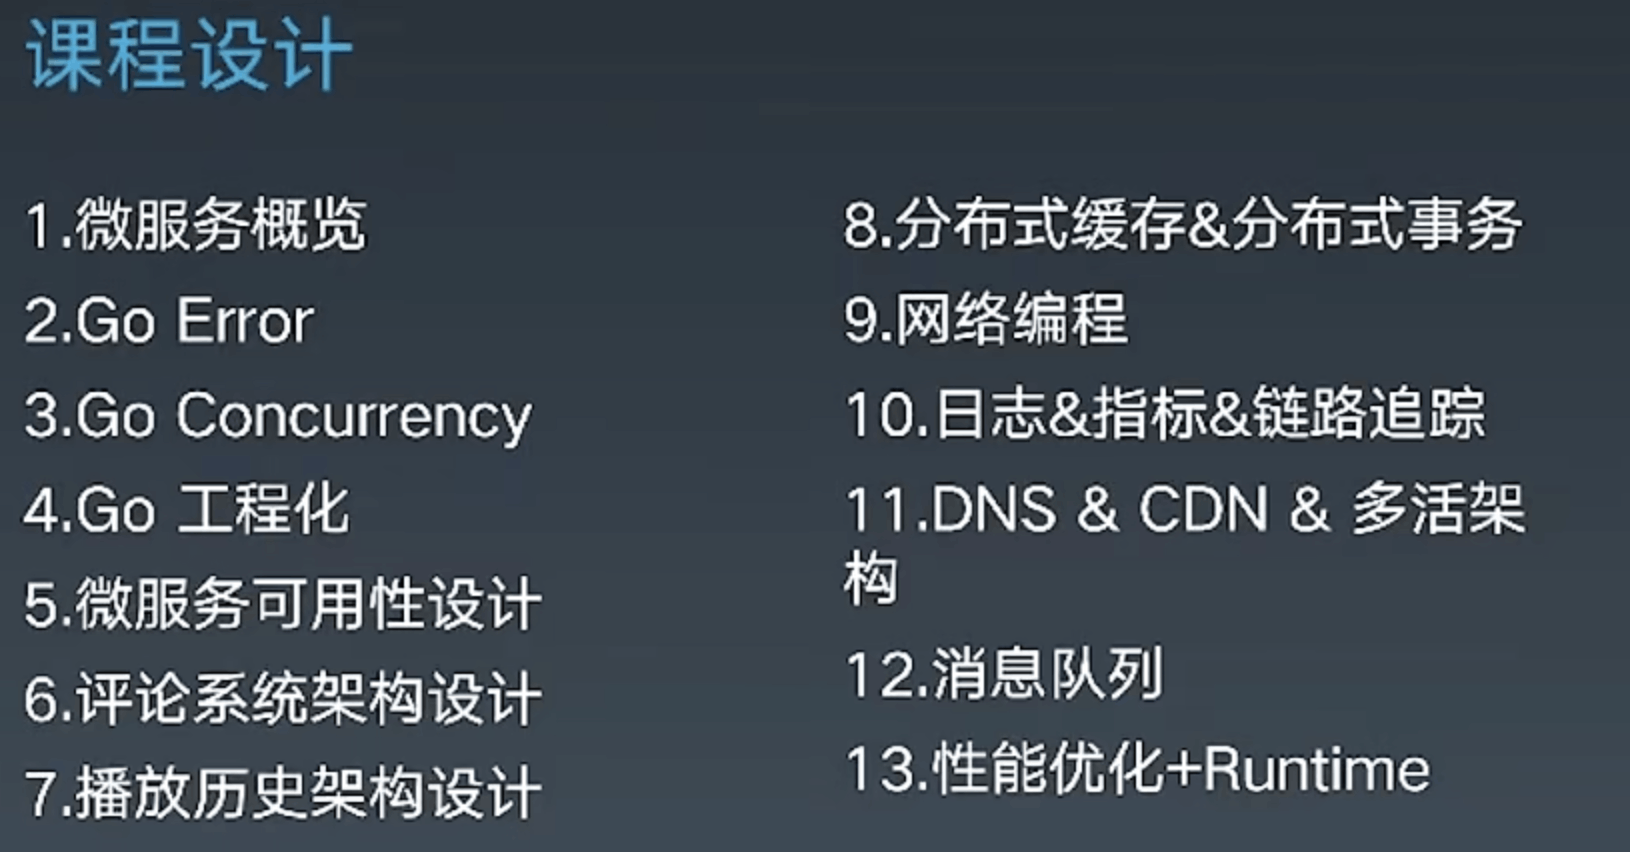 课程设计
1.微服务概览
2.Go Error
3.Go Concurrency
4.Go 工程化
5.微服务可用性设计
6.评论系统架构设计
7.播放历史架构设计
8.分布式缓存&分布式事务
9.网络编程
10.日志&指标&链路追踪
11.DNS & CDN & 多活架
构
12.消息队列
13.性能优化+Runtime